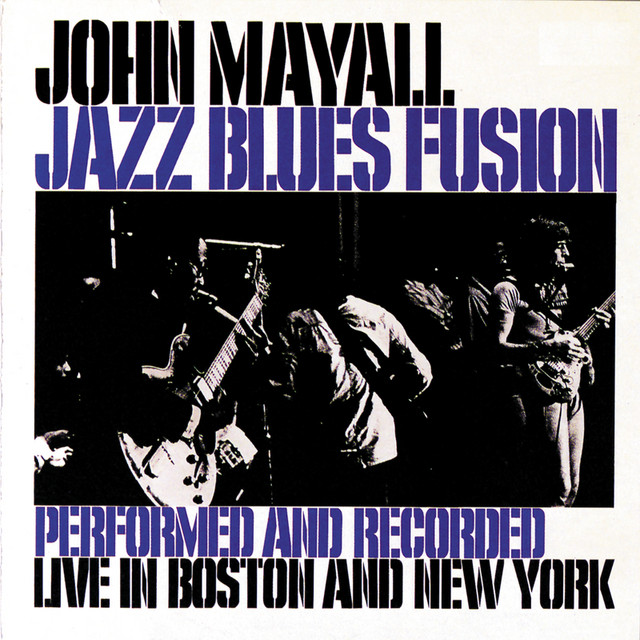 JOHN MAYALL
JAZZ BLUES FUSION
PERFORMED AND RECORDED
LIVE IN BOSTON AND NEW YORK